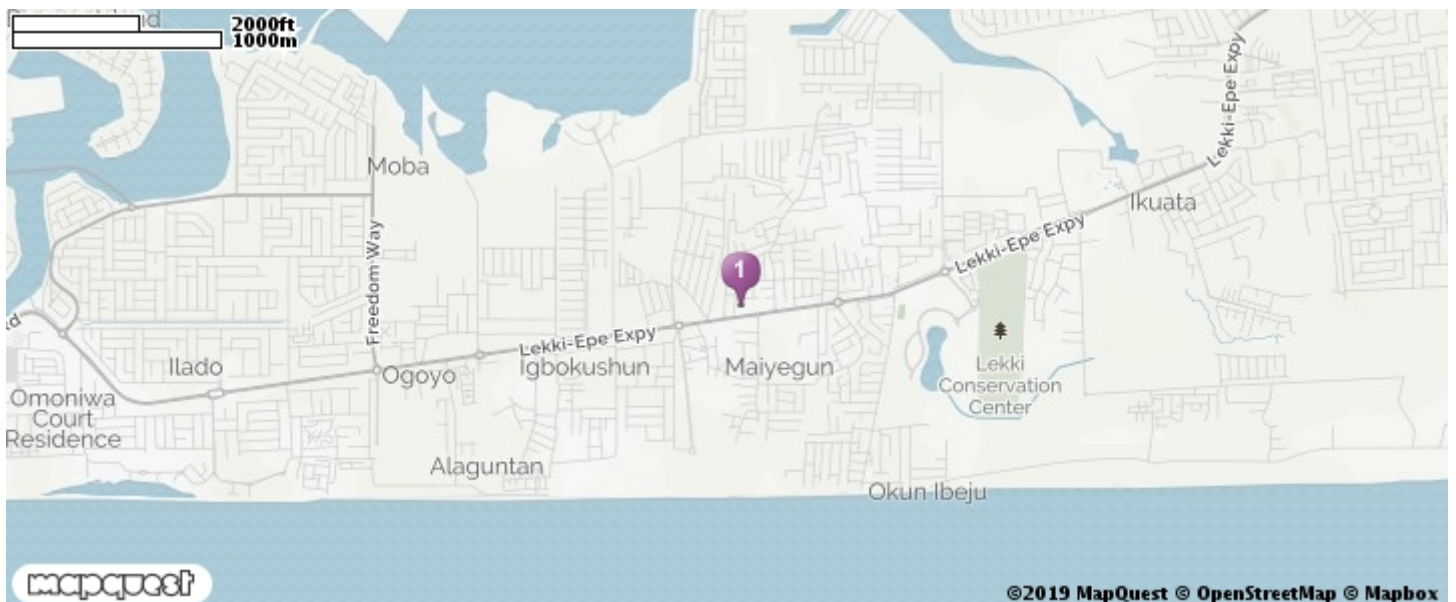 2000ft
1000m
Lekki-Epe Expy
Moba
Ikuata
Freedom Way
Lekki-Epe Expy
1
Lekki-Epe Expy
Ilado
Ogoyo
Igbokushun
Maiyegun
Lekki
Conservation
Center
Omoniwa
Court
Residence
Alaguntan
Okun Ibeju
Lekki-Epe Expy
mapquest
©2019 MapQuest © OpenStreetMap © Mapbox